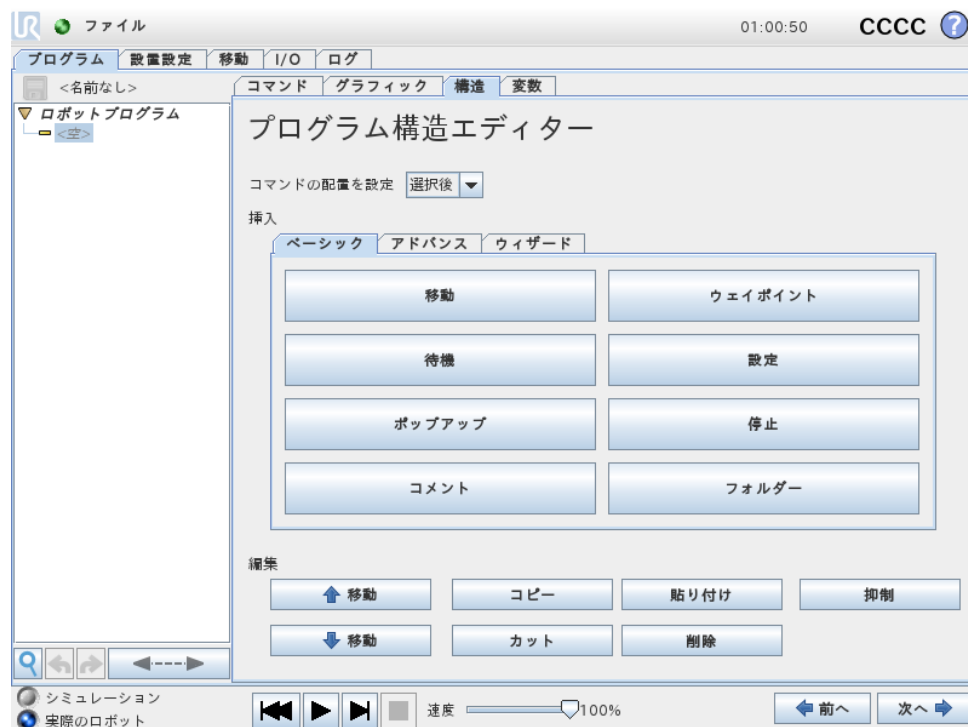 UR ファイル 01:00:50 CCCC ?
プログラム 設置設定 移動 I/O ログ
<名前なし>
コマンド グラフィック 構造 変数
ロボットプログラム
<空>
プログラム構造エディター
コマンドの配置を設定 選択後
挿入
ベーシック アドバンス ウィザード
移動 ウェイポイント
待機 設定
ポップアップ 停止
コメント フォルダー
編集
移動 コピー 貼り付け 抑制
移動 カット 削除
シミュレーション
実際のロボット
速度 100%
前へ 次へ